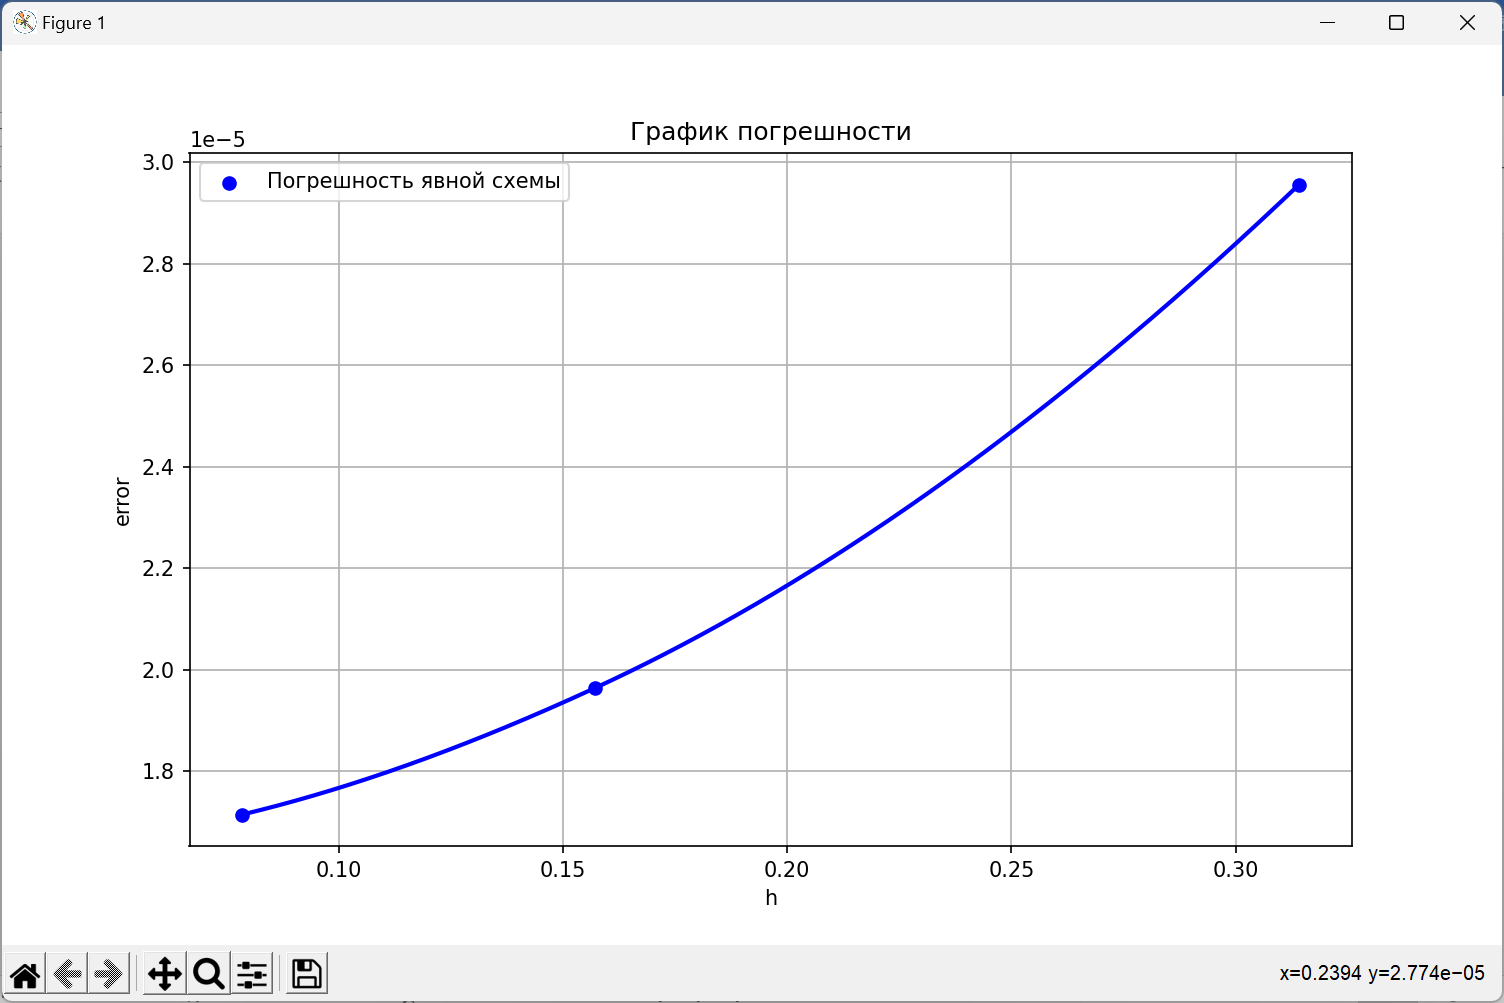 Figure 1
График погрешности
1e−5
Погрешность явной схемы
3.0
2.8
2.6
2.4
2.2
2.0
1.8
error
0.10 0.15 0.20 0.25 0.30
h
x=0.2394 y=2.774e−05